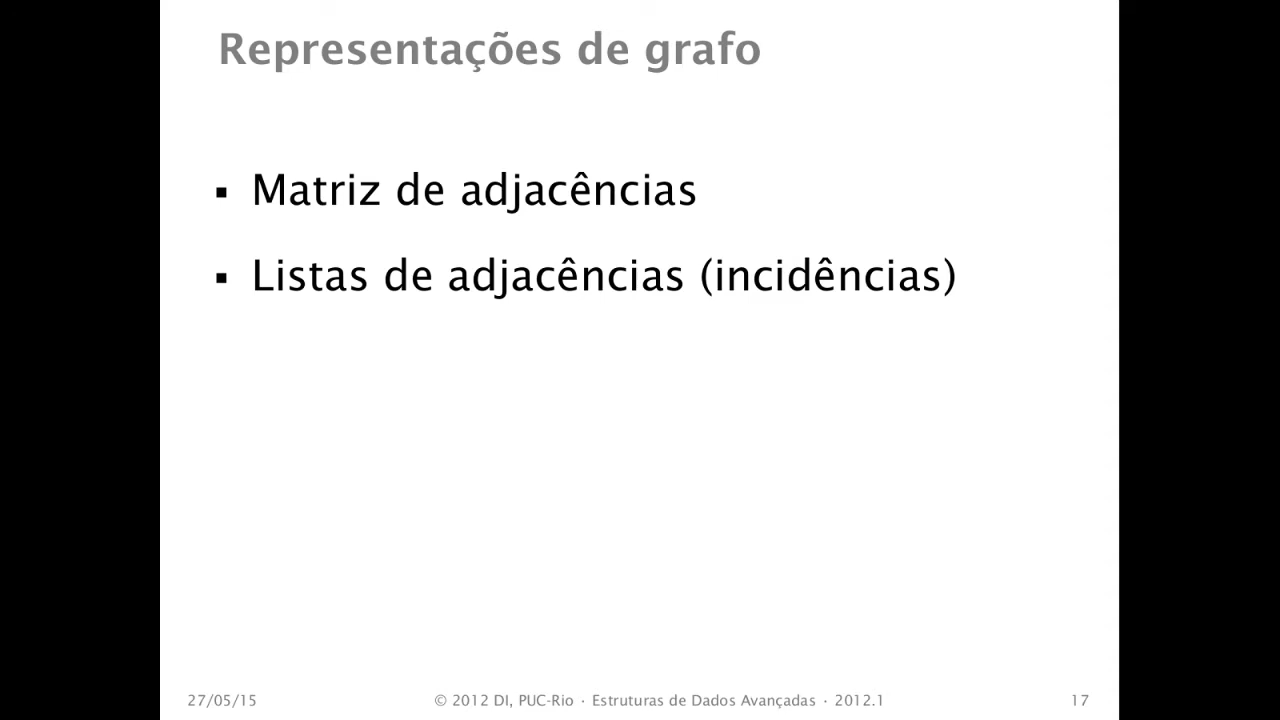 Representações de grafo
▪ Matriz de adjacências
▪ Listas de adjacências (incidências)
27/05/15 © 2012 DI, PUC-Rio · Estruturas de Dados Avançadas · 2012.1 17